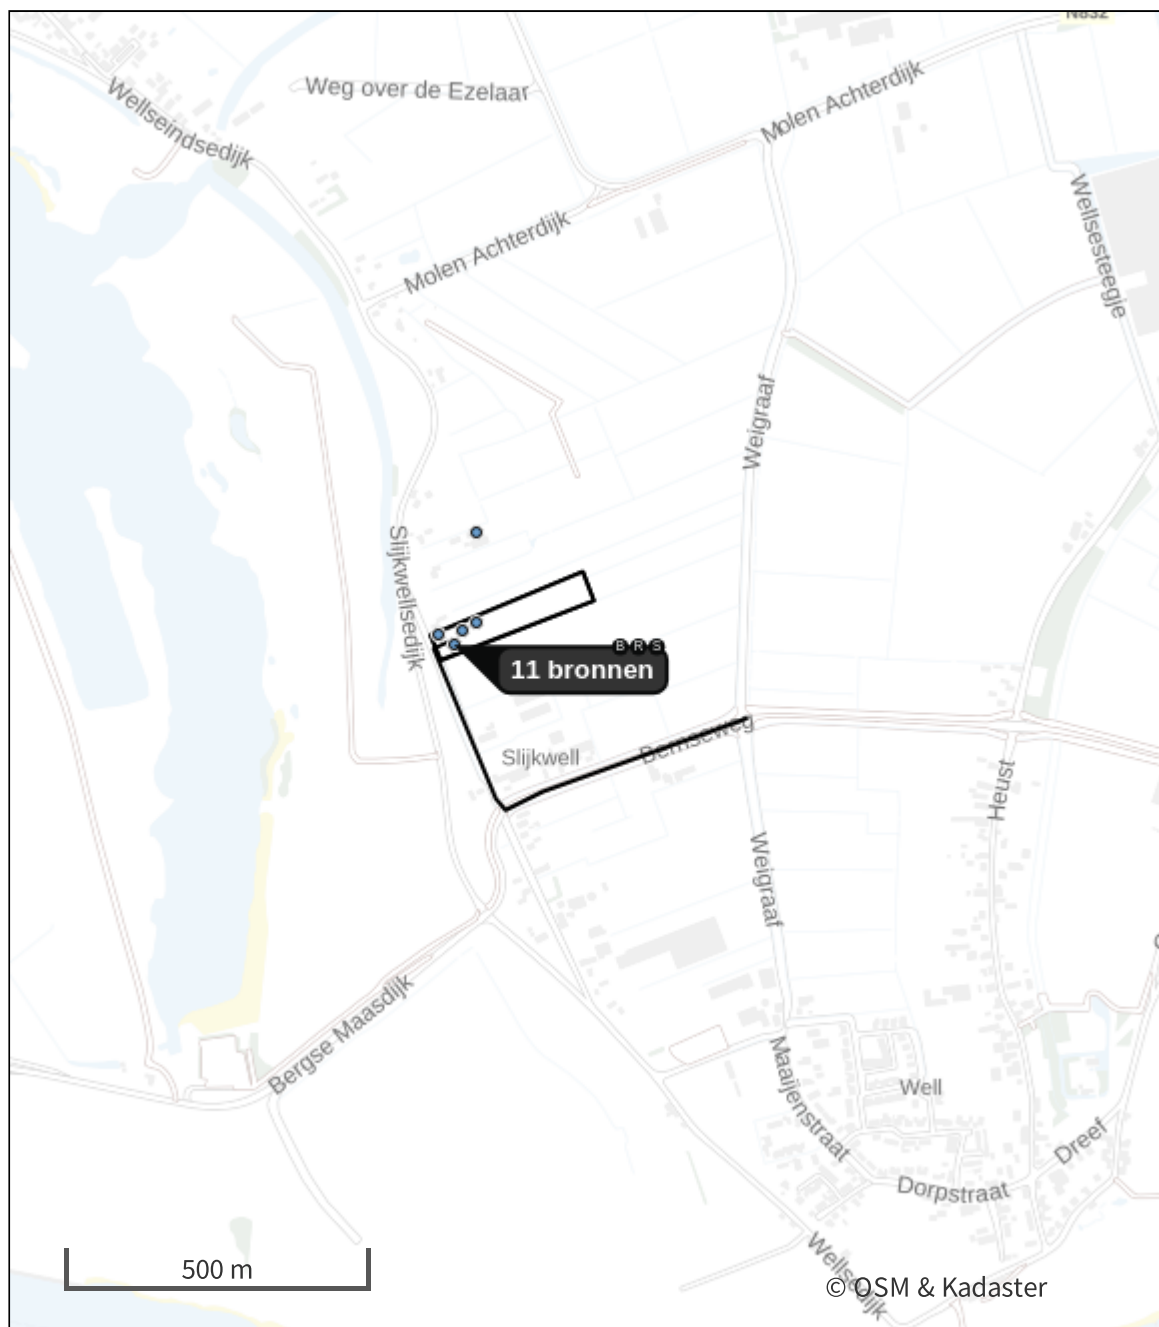 N832
Weg over de Ezelaar
Wellseindsedijk
Molen Achterdijk
Wellsesteegje
Molen Achterdijk
Weigraaf
Slijkwellsedijk
B R S
11 bronnen
Bernseweg
Slijkwell
Heust
Weigraaf
Bergse Maasdijk
Maaijenstraat
Well
Dreef
Dorpstraat
Wellsedijk
500 m
© OSM & Kadaster